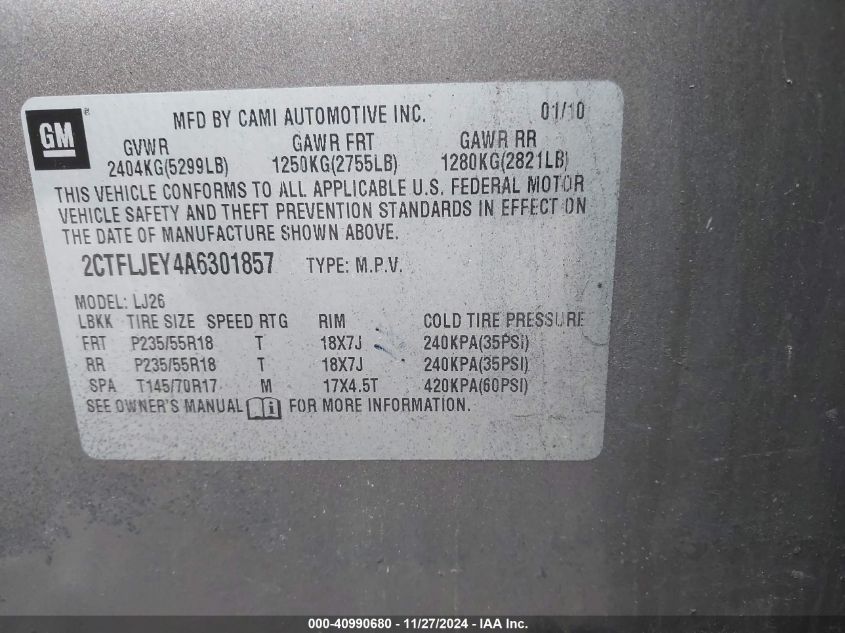 GM ® MFD BY CAMI AUTOMOTIVE INC. 01/10
GVWR GAWR FRT GAWR RR
2404KG(5299LB) 1250KG(2755LB) 1280KG(2821LB)
THIS VEHICLE CONFORMS TO ALL APPLICABLE U.S. FEDERAL MOTOR
VEHICLE SAFETY AND THEFT PREVENTION STANDARDS IN EFFECT ON
THE DATE OF MANUFACTURE SHOWN ABOVE.
2CTFLJEY4A6301857 TYPE: M.P.V.
MODEL: LJ26
LBKK TIRE SIZE SPEED RTG RIM COLD TIRE PRESSURE
FRT P235/55R18 T 18X7J 240KPA(35PSI)
RR P235/55R18 T 18X7J 240KPA(35PSI)
SPA T145/70R17 M 17X4.5T 420KPA(60PSI)
SEE OWNER'S MANUAL i FOR MORE INFORMATION.
000-40990680 - 11/27/2024 - IAA Inc.